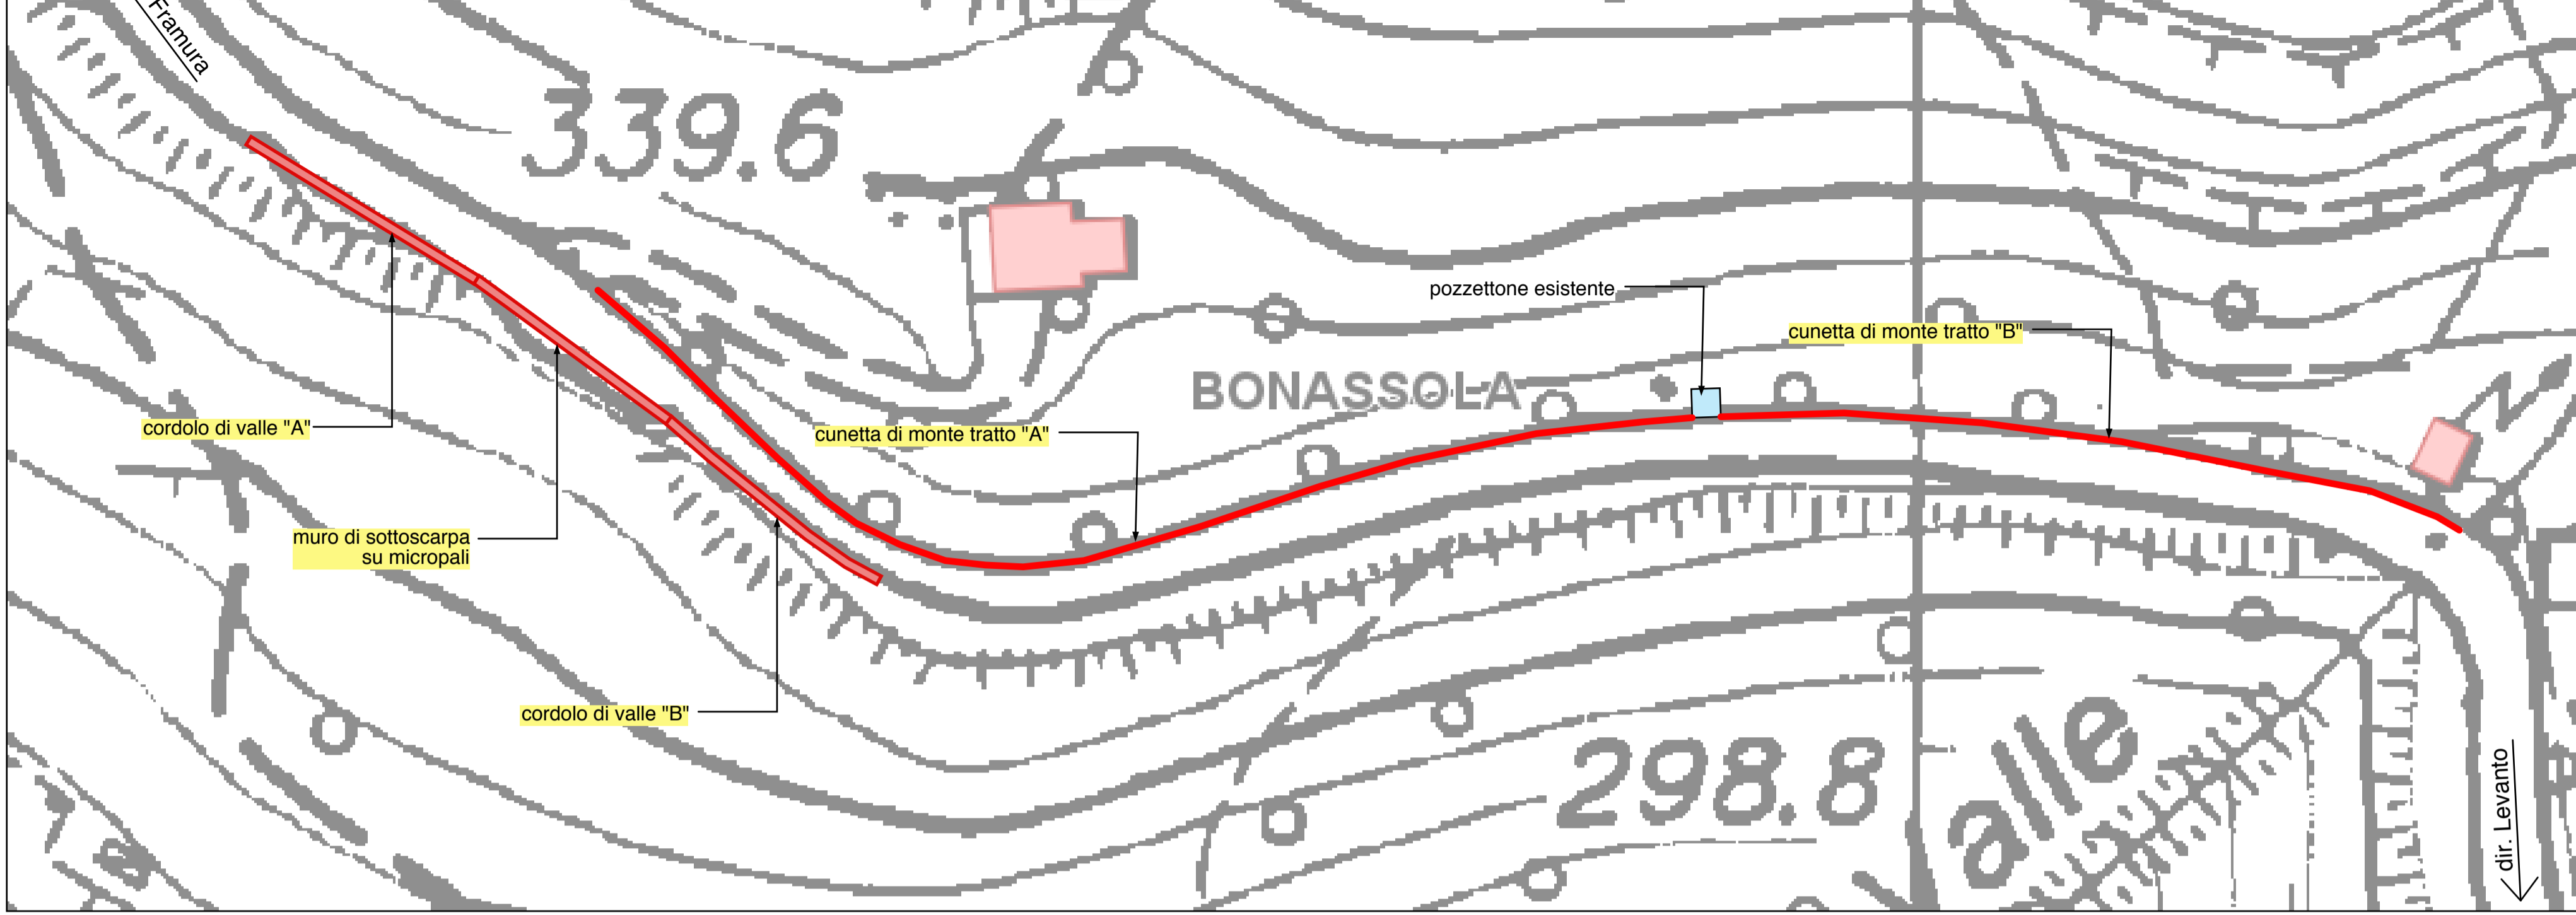 Framura
339.6
pozzettone esistente
cunetta di monte tratto "B"
BONASSOLA
cordolo di valle "A"
cunetta di monte tratto "A"
muro di sottoscarpa
su micropali
cordolo di valle "B"
298.8
alle
dir. Levanto